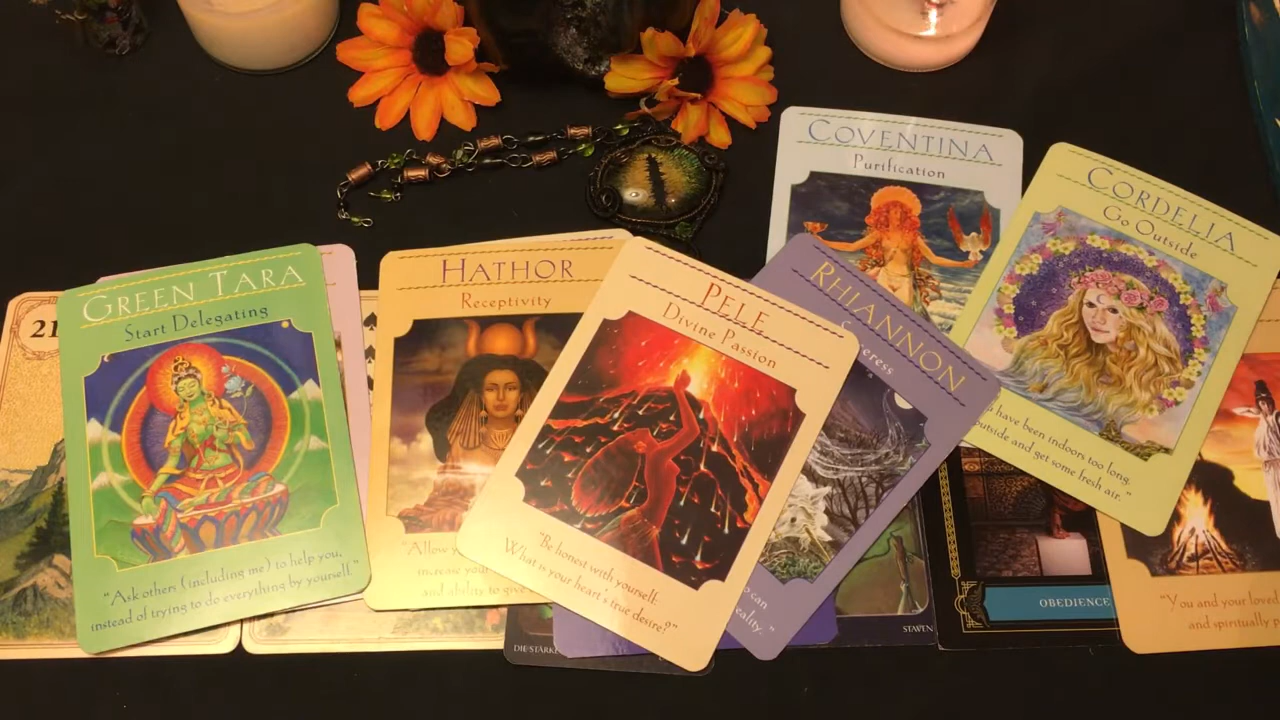 21
GREEN TARA
Start Delegating
"Ask others (including me) to help you,
instead of trying to do everything by yourself."
HATHOR
Receptivity
"Allow
increase your
and ability to give
PELE
Divine Passion
"Be honest with yourself:
What is your heart's true desire?"
RHIANNON
can
COVENTINA
Purification
CORDELIA
Go Outside
have been indoors too long.
outside and get some fresh air."
DIE STÄRKE
STAVEN
OBEDIENCE
"You and your loved
and spiritually